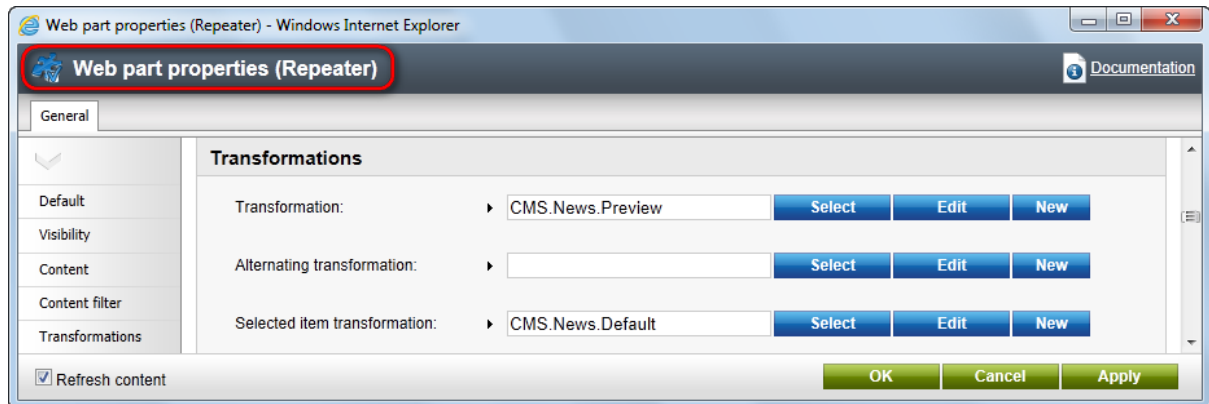 Web part properties (Repeater) - Windows Internet Explorer
Web part properties (Repeater)
Documentation
General
Transformations
Default
Transformation:
CMS.News.Preview
Select
Edit
New
Visibility
Content
Alternating transformation:
Select
Edit
New
Content filter
Selected item transformation:
CMS.News.Default
Select
Edit
New
Transformations
Refresh content
OK
Cancel
Apply